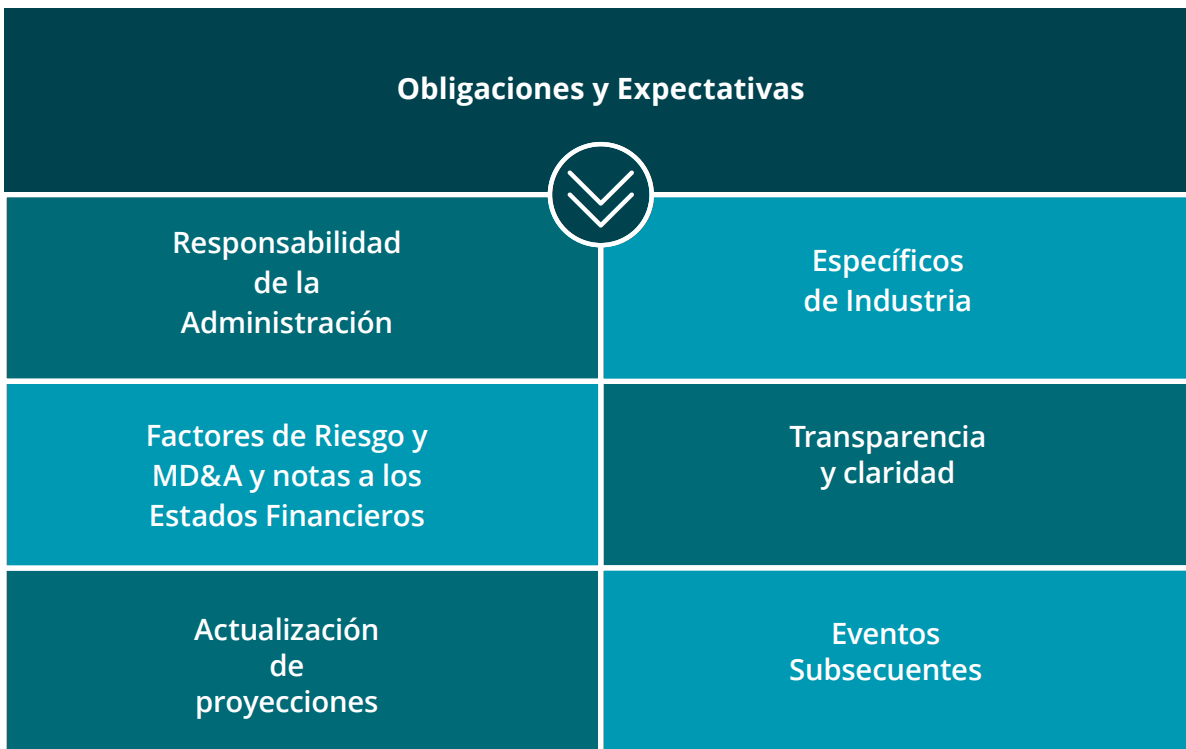 Obligaciones y Expectativas
Responsabilidad
de la
Administración
Específicos
de Industria
Factores de Riesgo y
MD&A y notas a los
Estados Financieros
Transparencia
y claridad
Actualización
de
proyecciones
Eventos
Subsecuentes